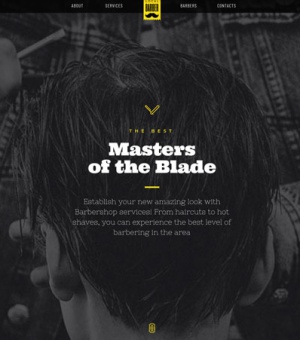 ABOUT SERVICES BARBER BARBERS CONTACTS
THE BEST
Masters
of the Blade
Establish your new amazing look with
Barbershop services! From haircute to hot
shaves, you can experience the best level of
barbering in the area